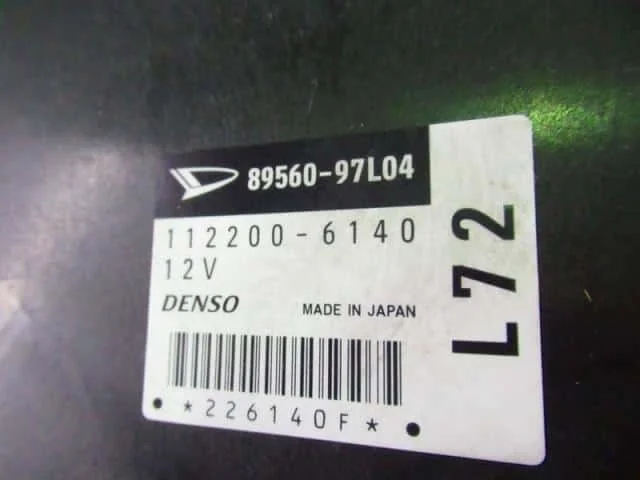 89560-97L04
112200-6140
12V
DENSO MADE IN JAPAN
*226140F*
L72